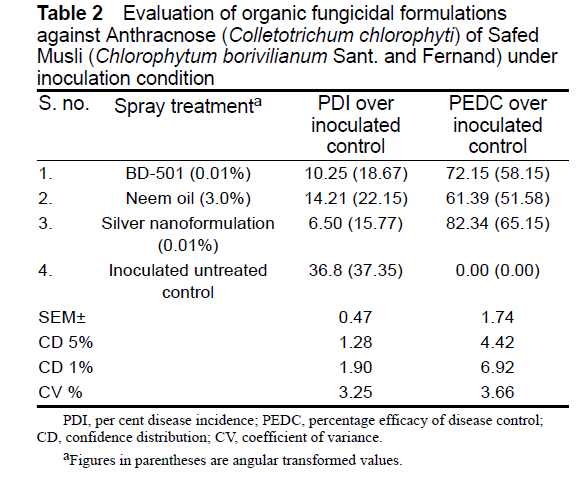 Table 2 Evaluation of organic fungicidal formulations
against Anthracnose (Colletotrichum chlorophyti) of Safed
Musli (Chlorophytum borivilianum Sant. and Fernand) under
inoculation condition
S. no. Spray treatmentᵃ PDI over PEDC over
inoculated inoculated
control control
1. BD-501 (0.01%) 10.25 (18.67) 72.15 (58.15)
2. Neem oil (3.0%) 14.21 (22.15) 61.39 (51.58)
3. Silver nanoformulation 6.50 (15.77) 82.34 (65.15)
(0.01%)
4. Inoculated untreated 36.8 (37.35) 0.00 (0.00)
control
SEM± 0.47 1.74
CD 5% 1.28 4.42
CD 1% 1.90 6.92
CV % 3.25 3.66
PDI, per cent disease incidence; PEDC, percentage efficacy of disease control;
CD, confidence distribution; CV, coefficient of variance.
ᵃFigures in parentheses are angular transformed values.